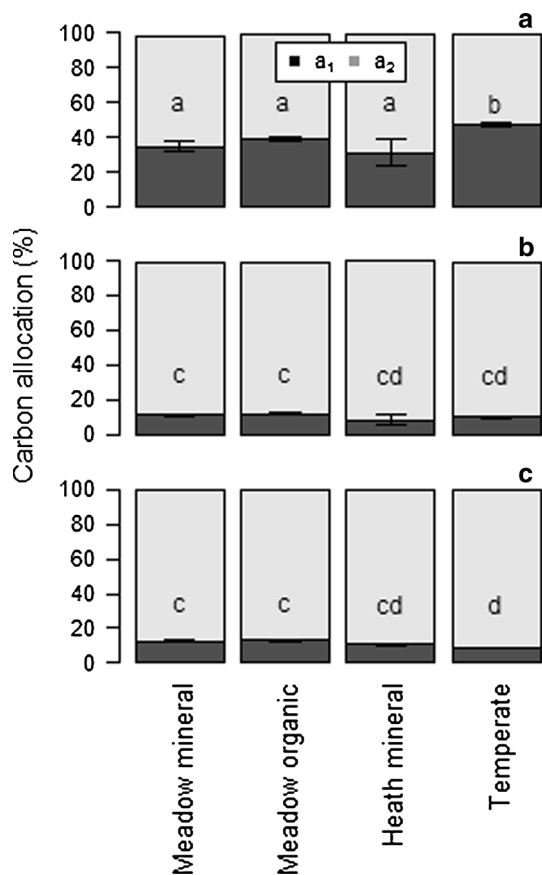 a
100
80
60
40
20
0
a₁ a₂
a a a b
b
100
80
60
40
20
0
c c cd cd
c
100
80
60
40
20
0
c c cd d
Carbon allocation (%)
Meadow mineral
Meadow organic
Heath mineral
Temperate